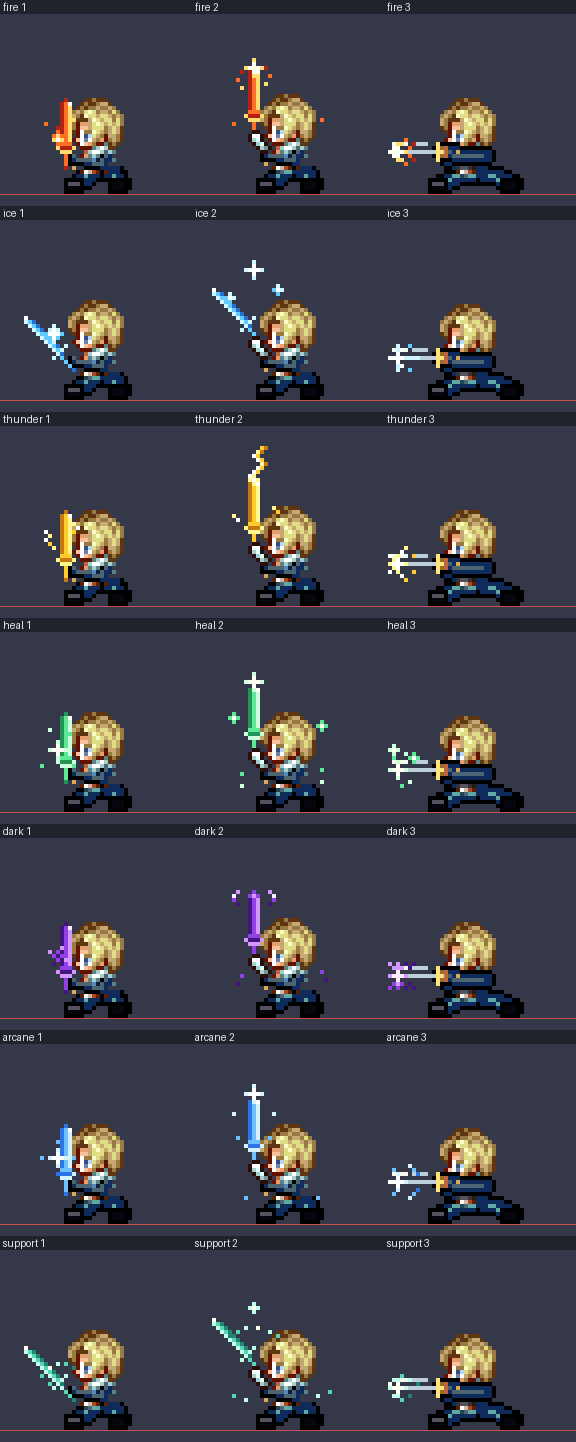 fire 1 fire 2 fire 3
ice 1 ice 2 ice 3
thunder 1 thunder 2 thunder 3
heal 1 heal 2 heal 3
dark 1 dark 2 dark 3
arcane 1 arcane 2 arcane 3
support 1 support 2 support 3